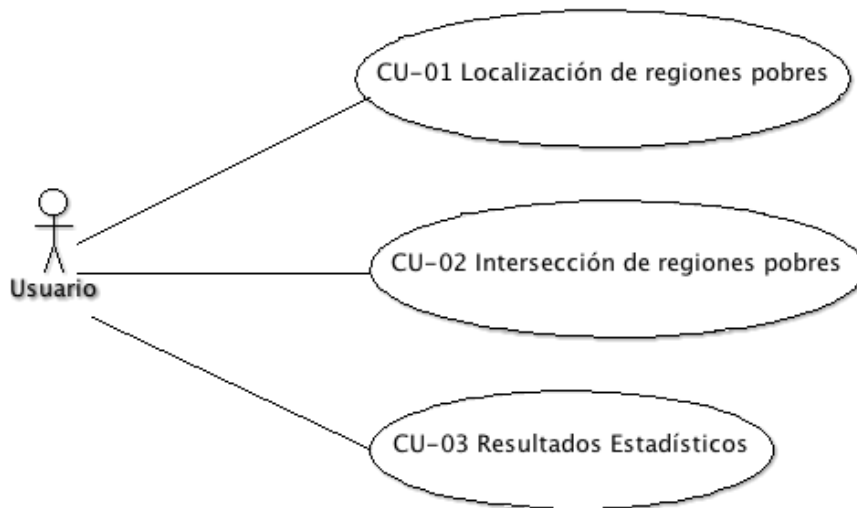 CU-01 Localización de regiones pobres
Usuario
CU-02 Intersección de regiones pobres
CU-03 Resultados Estadísticos